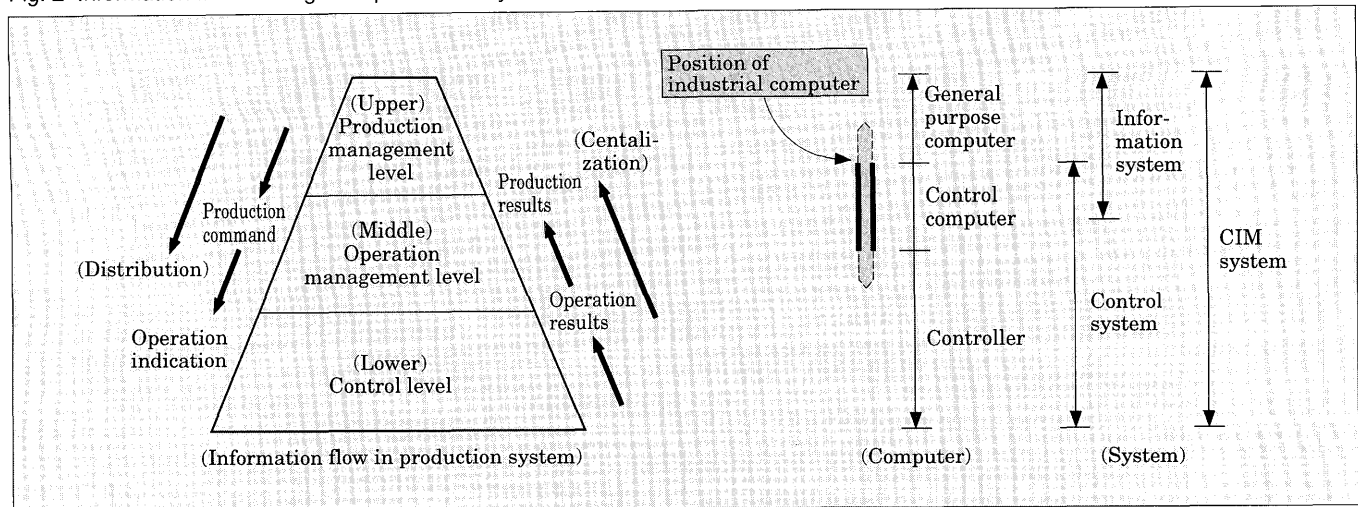 (Upper)
Production
management
level
(Middle)
Operation
management level
(Lower)
Control level
Production
command
(Distribution)
Operation
indication
(Centali-
zation)
Production
results
Operation
results
(Information flow in production system)
Position of
industrial computer
General
purpose
computer
Control
computer
Controller
(Computer)
Infor-
mation
system
Control
system
(System)
CIM
system